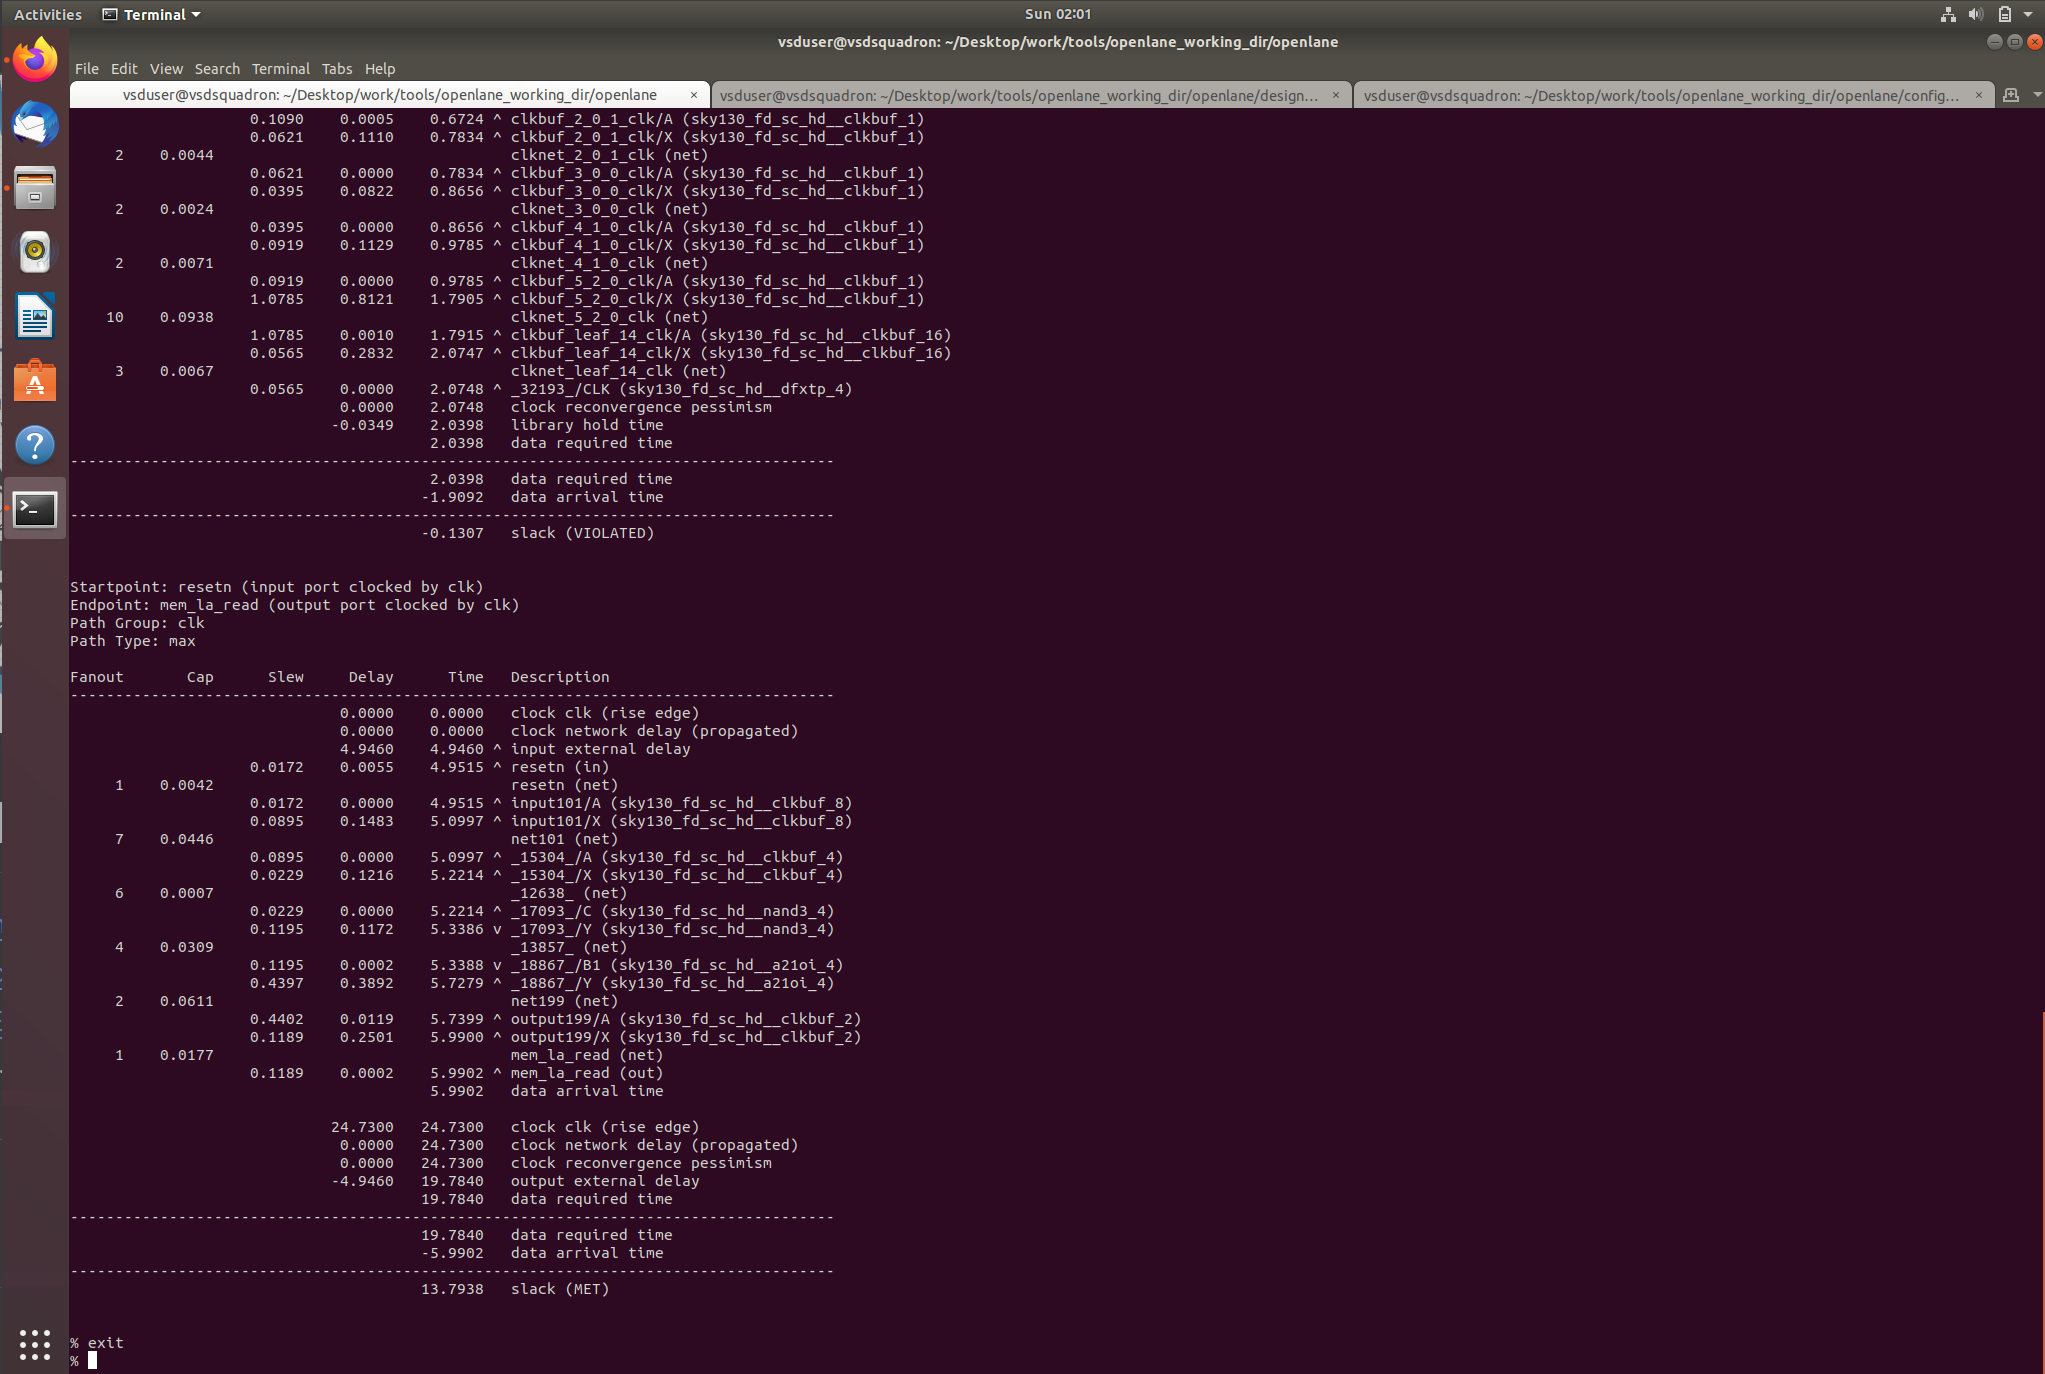 Activities Terminal Sun 02:01
vsduser@vsdsquadron: ~/Desktop/work/tools/openlane_working_dir/openlane
File Edit View Search Terminal Tabs Help
vsduser@vsdsquadron: ~/Desktop/work/tools/openlane_working_dir/openlane × vsduser@vsdsquadron: ~/Desktop/work/tools/openlane_working_dir/openlane/design... × vsduser@vsdsquadron: ~/Desktop/work/tools/openlane_working_dir/openlane/config... ×
0.1090 0.0005 0.6724 ^ clkbuf_2_0_1_clk/A (sky130_fd_sc_hd__clkbuf_1)
0.0621 0.1110 0.7834 ^ clkbuf_2_0_1_clk/X (sky130_fd_sc_hd__clkbuf_1)
2 0.0044 clknet_2_0_1_clk (net)
0.0621 0.0000 0.7834 ^ clkbuf_3_0_0_clk/A (sky130_fd_sc_hd__clkbuf_1)
0.0395 0.0822 0.8656 ^ clkbuf_3_0_0_clk/X (sky130_fd_sc_hd__clkbuf_1)
2 0.0024 clknet_3_0_0_clk (net)
0.0395 0.0000 0.8656 ^ clkbuf_4_1_0_clk/A (sky130_fd_sc_hd__clkbuf_1)
0.0919 0.1129 0.9785 ^ clkbuf_4_1_0_clk/X (sky130_fd_sc_hd__clkbuf_1)
2 0.0071 clknet_4_1_0_clk (net)
0.0919 0.0000 0.9785 ^ clkbuf_5_2_0_clk/A (sky130_fd_sc_hd__clkbuf_1)
1.0785 0.8121 1.7905 ^ clkbuf_5_2_0_clk/X (sky130_fd_sc_hd__clkbuf_1)
10 0.0938 clknet_5_2_0_clk (net)
1.0785 0.0010 1.7915 ^ clkbuf_leaf_14_clk/A (sky130_fd_sc_hd__clkbuf_16)
0.0565 0.2832 2.0747 ^ clkbuf_leaf_14_clk/X (sky130_fd_sc_hd__clkbuf_16)
3 0.0067 clknet_leaf_14_clk (net)
0.0565 0.0000 2.0748 ^ _32193_/CLK (sky130_fd_sc_hd__dfxtp_4)
0.0000 2.0748 clock reconvergence pessimism
-0.0349 2.0398 library hold time
2.0398 data required time
-------------------------------------------------------------------------------------
2.0398 data required time
-1.9092 data arrival time
-------------------------------------------------------------------------------------
-0.1307 slack (VIOLATED)
Startpoint: resetn (input port clocked by clk)
Endpoint: mem_la_read (output port clocked by clk)
Path Group: clk
Path Type: max
Fanout Cap Slew Delay Time Description
-------------------------------------------------------------------------------------
0.0000 0.0000 clock clk (rise edge)
0.0000 0.0000 clock network delay (propagated)
4.9460 4.9460 ^ input external delay
0.0172 0.0055 4.9515 ^ resetn (in)
1 0.0042 resetn (net)
0.0172 0.0000 4.9515 ^ input101/A (sky130_fd_sc_hd__clkbuf_8)
0.0895 0.1483 5.0997 ^ input101/X (sky130_fd_sc_hd__clkbuf_8)
7 0.0446 net101 (net)
0.0895 0.0000 5.0997 ^ _15304_/A (sky130_fd_sc_hd__clkbuf_4)
0.0229 0.1216 5.2214 ^ _15304_/X (sky130_fd_sc_hd__clkbuf_4)
6 0.0007 _12638_ (net)
0.0229 0.0000 5.2214 ^ _17093_/C (sky130_fd_sc_hd__nand3_4)
0.1195 0.1172 5.3386 v _17093_/Y (sky130_fd_sc_hd__nand3_4)
4 0.0309 _13857_ (net)
0.1195 0.0002 5.3388 v _18867_/B1 (sky130_fd_sc_hd__a21oi_4)
0.4397 0.3892 5.7279 ^ _18867_/Y (sky130_fd_sc_hd__a21oi_4)
2 0.0611 net199 (net)
0.4402 0.0119 5.7399 ^ output199/A (sky130_fd_sc_hd__clkbuf_2)
0.1189 0.2501 5.9900 ^ output199/X (sky130_fd_sc_hd__clkbuf_2)
1 0.0177 mem_la_read (net)
0.1189 0.0002 5.9902 ^ mem_la_read (out)
5.9902 data arrival time
24.7300 24.7300 clock clk (rise edge)
0.0000 24.7300 clock network delay (propagated)
0.0000 24.7300 clock reconvergence pessimism
-4.9460 19.7840 output external delay
19.7840 data required time
-------------------------------------------------------------------------------------
19.7840 data required time
-5.9902 data arrival time
-------------------------------------------------------------------------------------
13.7938 slack (MET)
% exit
%